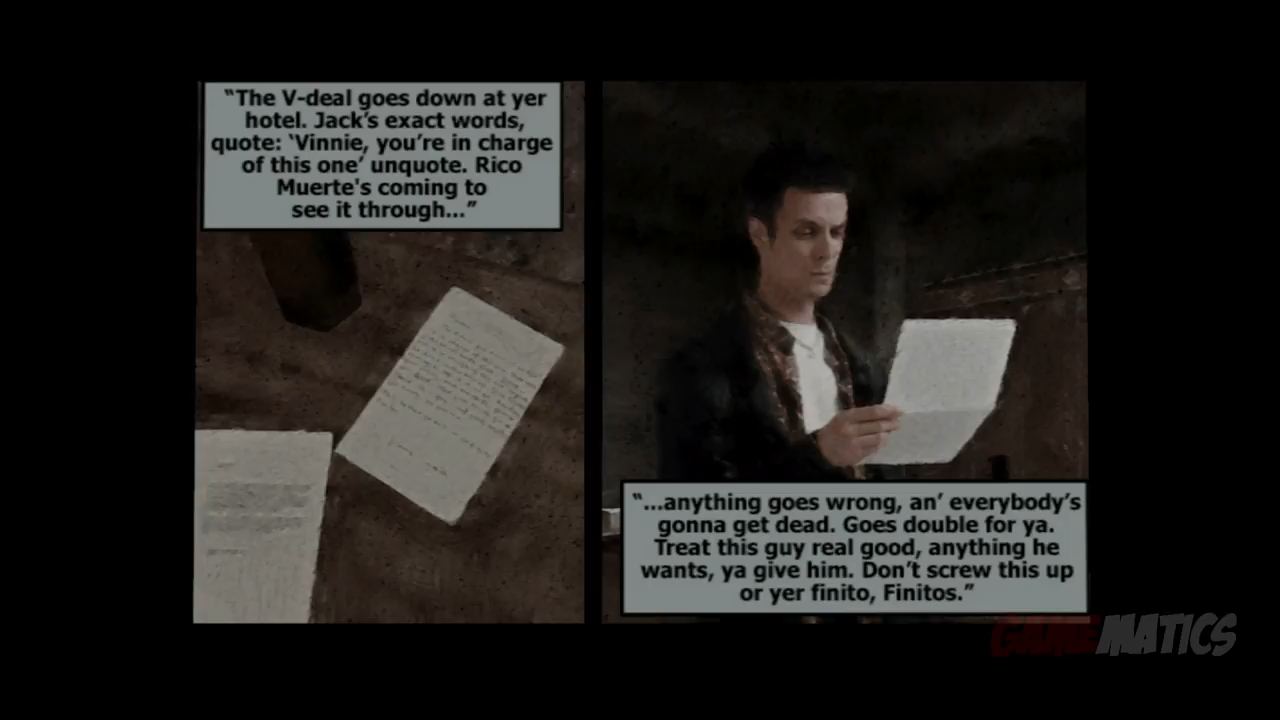 “The V-deal goes down at yer
hotel. Jack’s exact words,
quote: ‘Vinnie, you’re in charge
of this one’ unquote. Rico
Muerte's coming to
see it through...”
“...anything goes wrong, an’ everybody’s
gonna get dead. Goes double for ya.
Treat this guy real good, anything he
wants, ya give him. Don’t screw this up
or yer finito, Finitos.”
GAMEMATICS